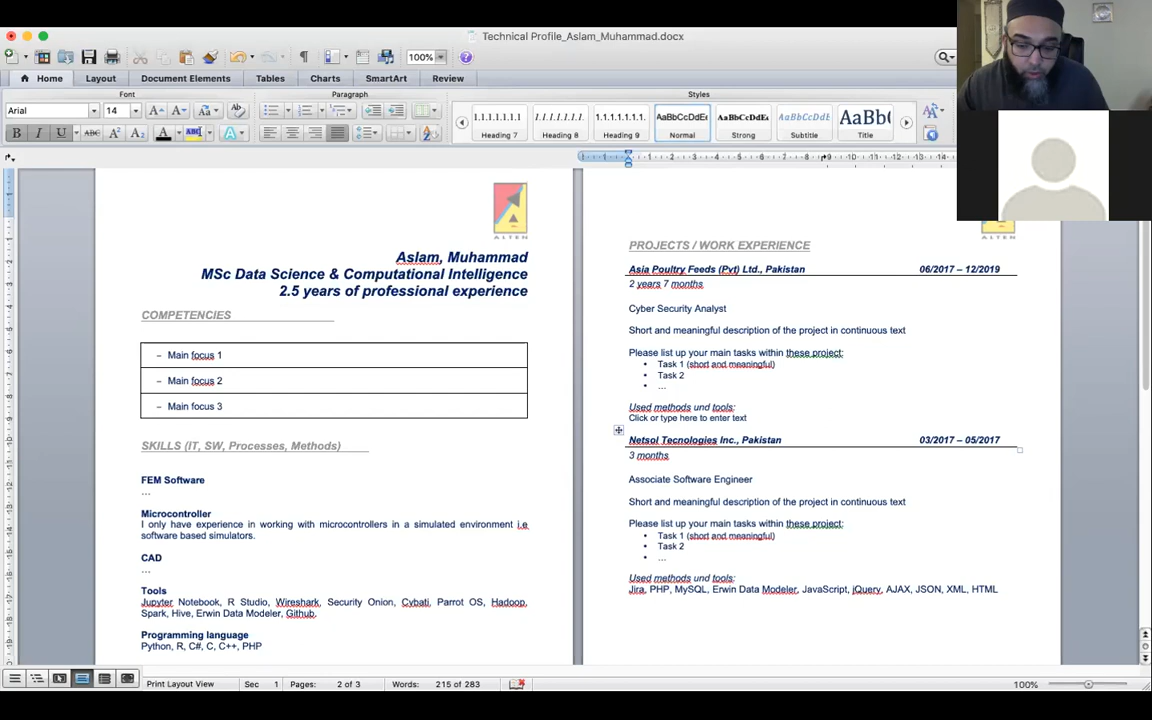 Technical Profile_Aslam_Muhammad.docx
100%
Home Layout Document Elements Tables Charts SmartArt Review
Font Paragraph Styles
Arial 14
AaBbCcDdEe AaBbCcDdEe AaBbCcDd AaBb(
Heading 7 Heading 8 Heading 9 Normal Strong Subtitle Title
ALTEN
Aslam, Muhammad
MSc Data Science & Computational Intelligence
2.5 years of professional experience
COMPETENCIES
– Main focus 1
– Main focus 2
– Main focus 3
SKILLS (IT, SW, Processes, Methods)
FEM Software
...
Microcontroller
I only have experience in working with microcontrollers in a simulated environment i.e
software based simulators.
CAD
...
Tools
Jupyter Notebook, R Studio, Wireshark, Security Onion, Cybati, Parrot OS, Hadoop,
Spark, Hive, Erwin Data Modeler, Github.
Programming language
Python, R, C#, C, C++, PHP
ALTEN
PROJECTS / WORK EXPERIENCE
Asia Poultry Feeds (Pvt) Ltd., Pakistan 06/2017 – 12/2019
2 years 7 months
Cyber Security Analyst
Short and meaningful description of the project in continuous text
Please list up your main tasks within these project:
• Task 1 (short and meaningful)
• Task 2
• ...
Used methods und tools:
Click or type here to enter text
Netsol Tecnologies Inc., Pakistan 03/2017 – 05/2017
3 months
Associate Software Engineer
Short and meaningful description of the project in continuous text
Please list up your main tasks within these project:
• Task 1 (short and meaningful)
• Task 2
• ...
Used methods und tools:
Jira, PHP, MySQL, Erwin Data Modeler, JavaScript, jQuery, AJAX, JSON, XML, HTML
Print Layout View Sec 1 Pages: 2 of 3 Words: 215 of 283 100%